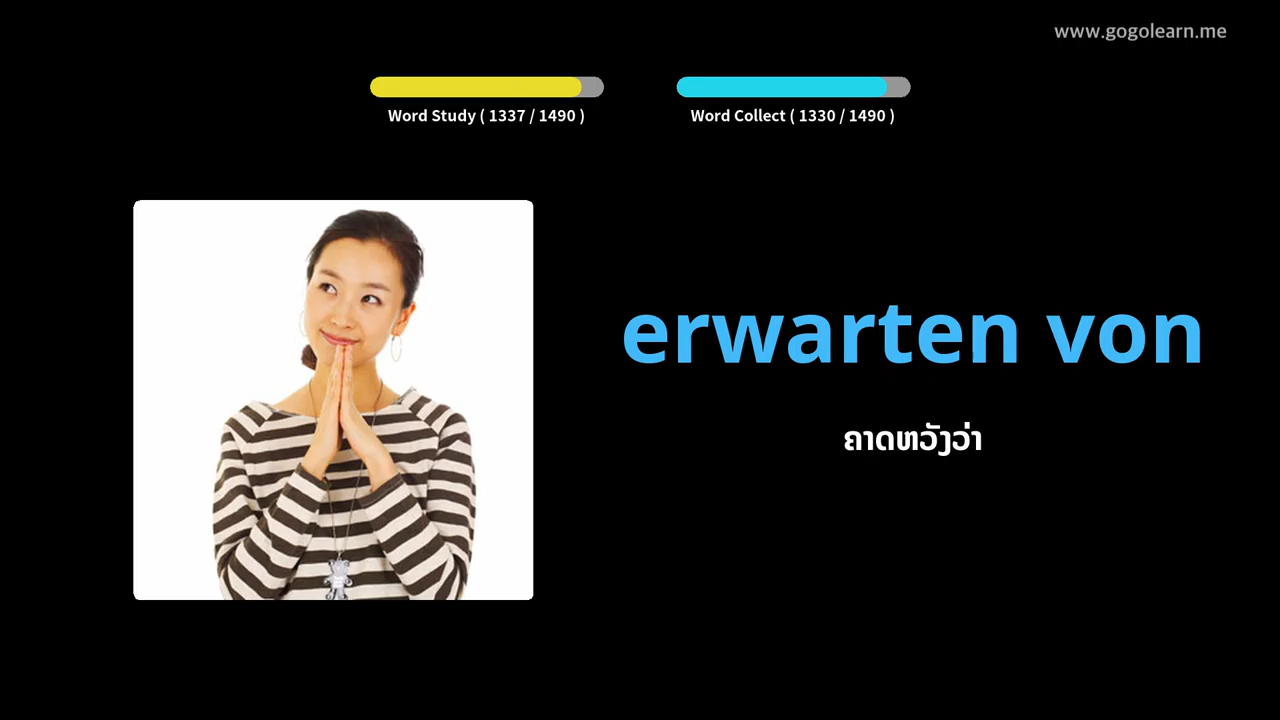 www.gogolearn.me
Word Study ( 1337 / 1490 )
Word Collect ( 1330 / 1490 )
erwarten von
ຄາດຫວັງວ່າ